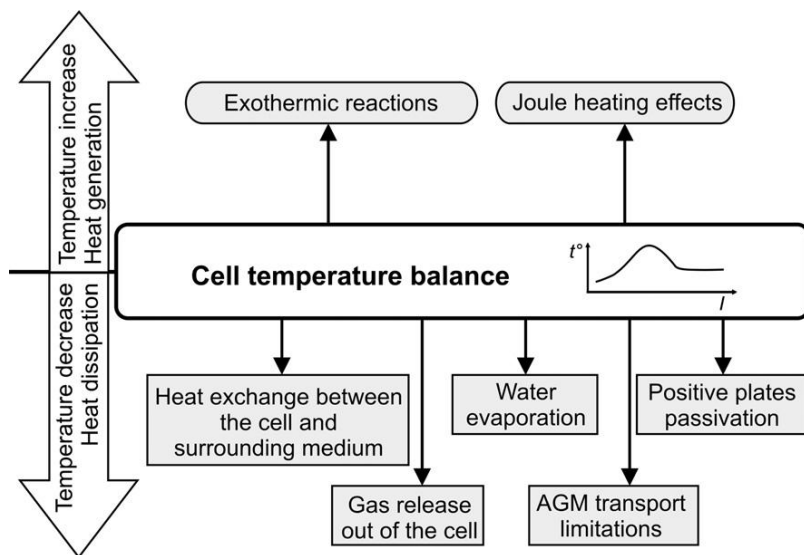 Temperature increase
Heat generation
Exothermic reactions
Joule heating effects
Cell temperature balance
t°
I
Temperature decrease
Heat dissipation
Heat exchange between
the cell and
surrounding medium
Water
evaporation
Positive plates
passivation
Gas release
out of the cell
AGM transport
limitations